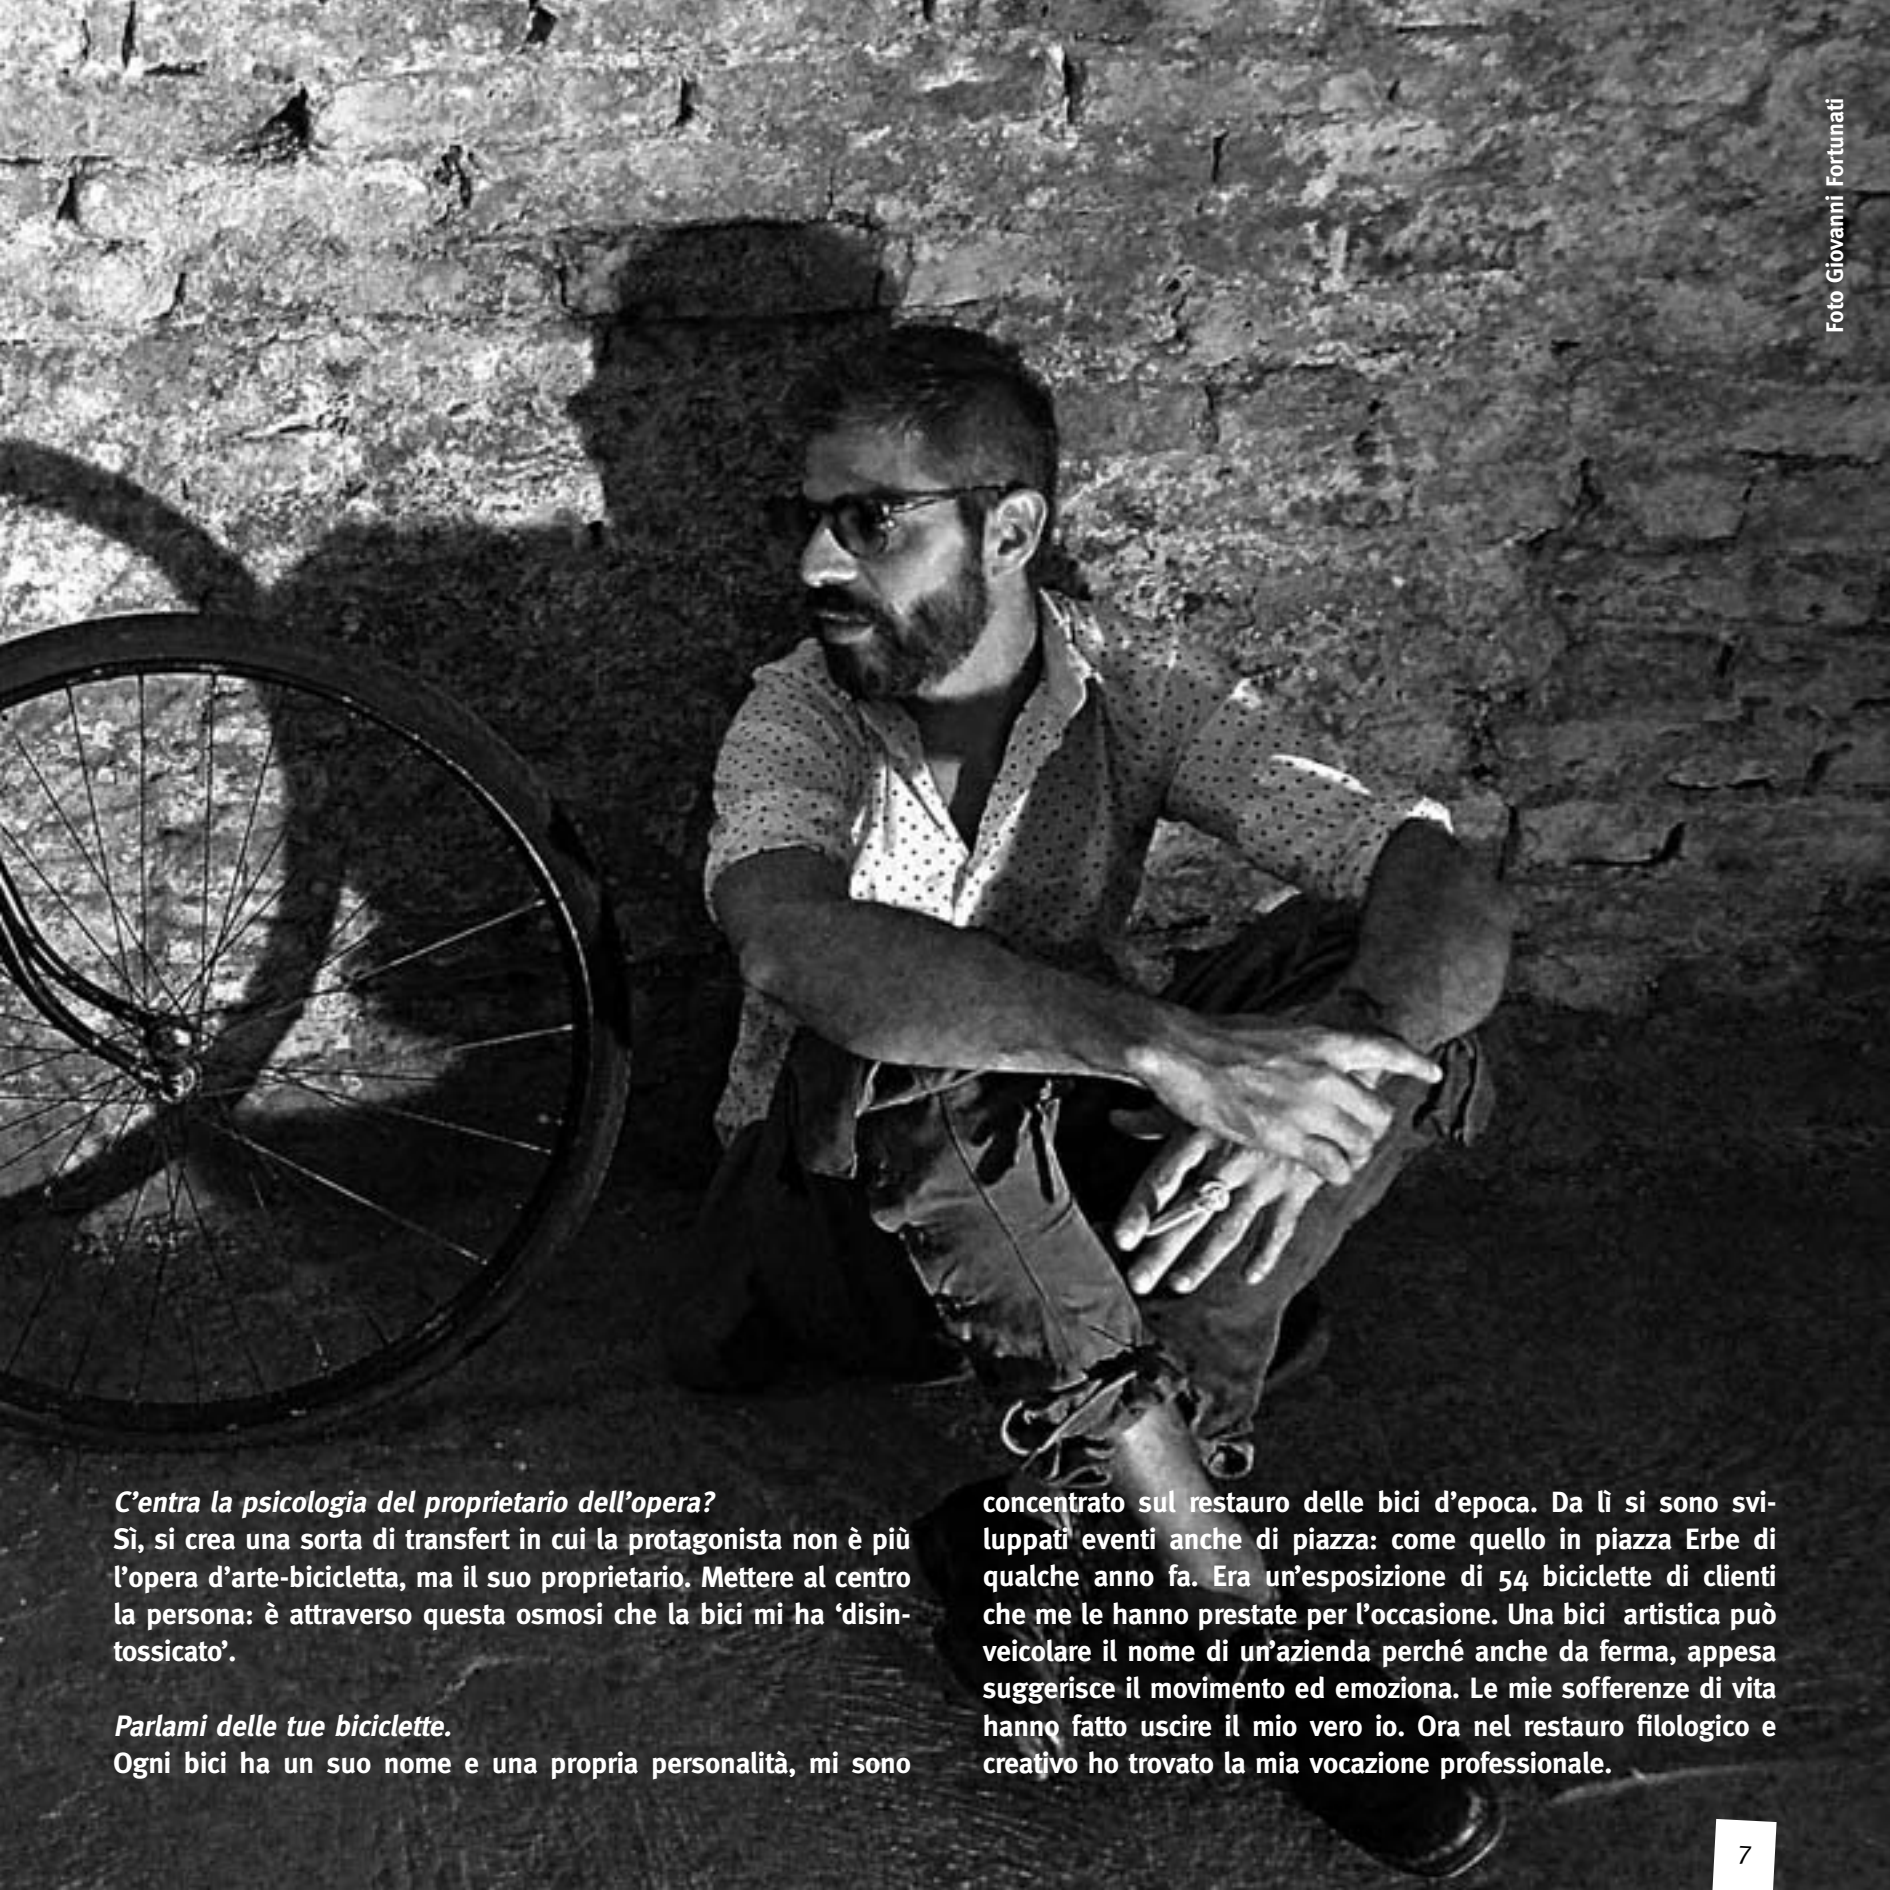 Foto Giovanni Fortunati
C'entra la psicologia del proprietario dell'opera?
Sì, si crea una sorta di transfert in cui la protagonista non è più
l'opera d'arte-bicicletta, ma il suo proprietario. Mettere al centro
la persona: è attraverso questa osmosi che la bici mi ha ‘disin-
tossicato’.
Parlami delle tue biciclette.
Ogni bici ha un suo nome e una propria personalità, mi sono
concentrato sul restauro delle bici d’epoca. Da lì si sono svi-
luppati eventi anche di piazza: come quello in piazza Erbe di
qualche anno fa. Era un’esposizione di 54 biciclette di clienti
che me le hanno prestate per l’occasione. Una bici artistica può
veicolare il nome di un’azienda perché anche da ferma, appesa
suggerisce il movimento ed emoziona. Le mie sofferenze di vita
hanno fatto uscire il mio vero io. Ora nel restauro filologico e
creativo ho trovato la mia vocazione professionale.
7